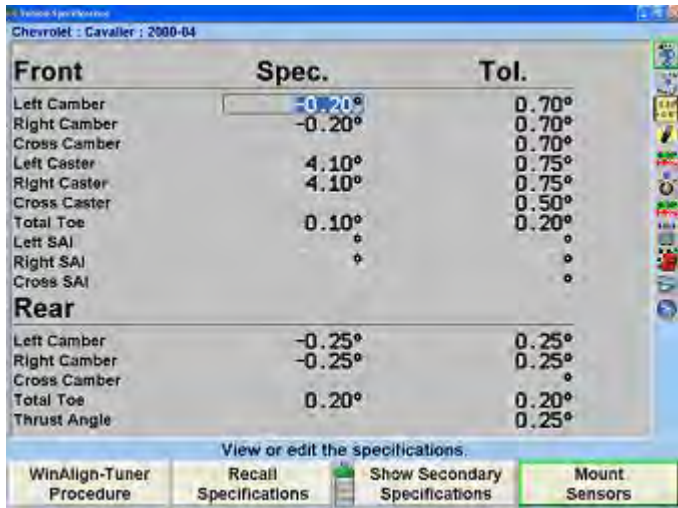 Vehicle Specifications
Chevrolet : Cavalier : 2000-04
Front Spec. Tol.
Left Camber -0.20° 0.70°
Right Camber -0.20° 0.70°
Cross Camber 0.70°
Left Caster 4.10° 0.75°
Right Caster 4.10° 0.75°
Cross Caster 0.50°
Total Toe 0.10° 0.20°
Left SAI ° °
Right SAI ° °
Cross SAI °
Rear
Left Camber -0.25° 0.25°
Right Camber -0.25° 0.25°
Cross Camber °
Total Toe 0.20° 0.20°
Thrust Angle 0.25°
View or edit the specifications.
WinAlign-Tuner Procedure
Recall Specifications
Show Secondary Specifications
Mount Sensors